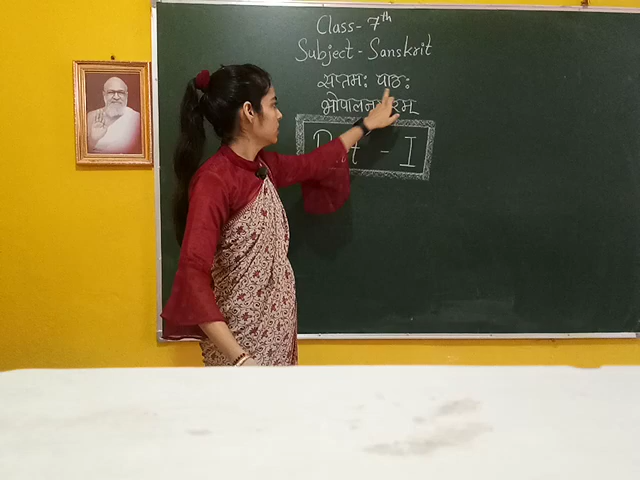 Class- 7th
Subject - Sanskrit
सप्तमः पाठः
भोपालनगरम्
Part - I